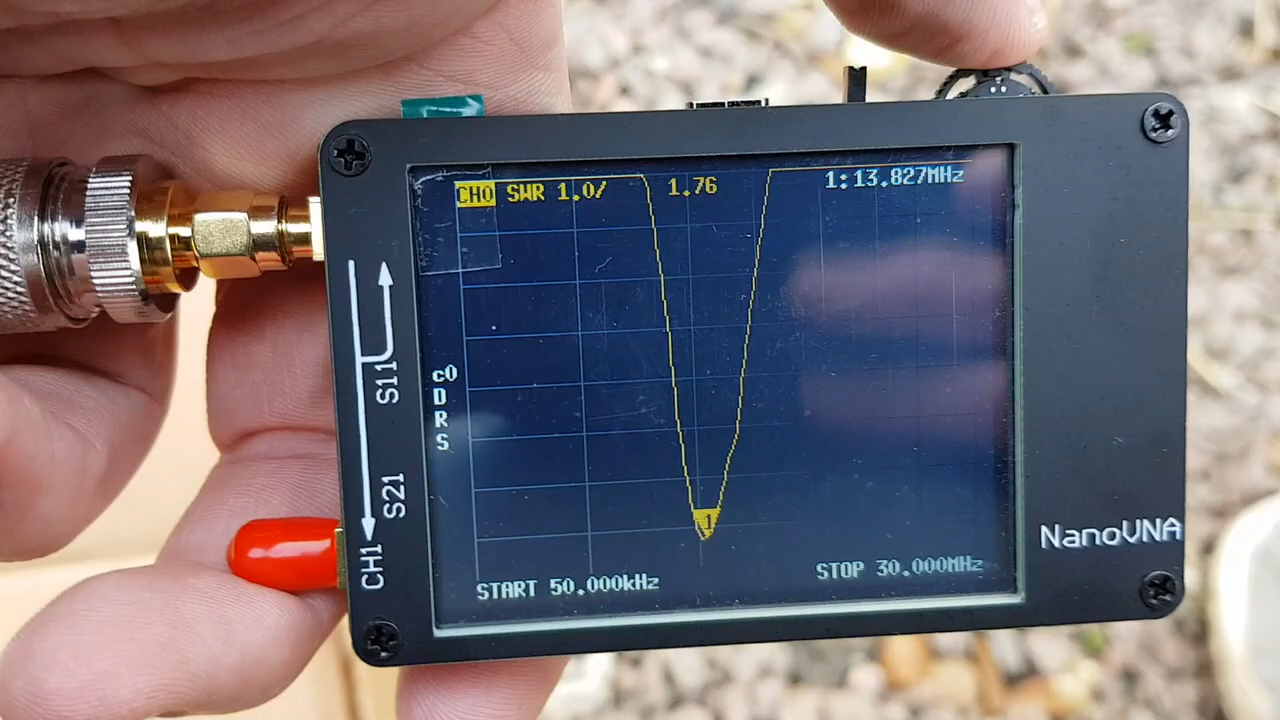 CH0 SWR 1.0/ 1.76 1:13.827MHz
c0
D
R
S
S11
S21
CH1
1
NanoVNA
START 50.000kHz STOP 30.000MHz